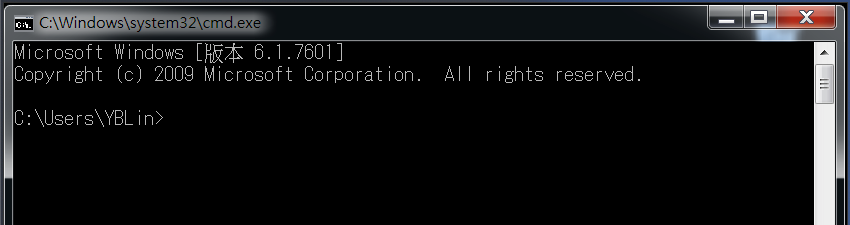 C:\Windows\system32\cmd.exe
Microsoft Windows [版本 6.1.7601]
Copyright (c) 2009 Microsoft Corporation.  All rights reserved.
C:\Users\YBLin>